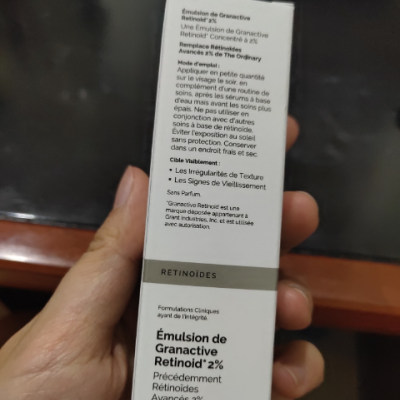 Émulsion de Granactive
Retinoid* 2%
Une Émulsion de Granactive
Retinoid* Concentré à 2%
Remplace Rétinoïdes
Avancés 2% de The Ordinary
Mode d'emploi :
Appliquer en petite quantité
sur le visage le soir, en
complément d'une routine de
soins, après les sérums à base
d'eau mais avant les soins plus
épais. Ne pas utiliser en
conjonction avec d'autres
soins à base de rétinoïde.
Éviter l'exposition au soleil
sans protection. Conserver
dans un endroit frais et sec.
Cible Visiblement :
• Les Irrégularités de Texture
• Les Signes de Vieillissement
Sans Parfum.
*Granactive Retinoid est une
marque déposée appartenant à
Grant Industries, Inc. et est utilisée
avec autorisation.
RÉTINOÏDES
Formulations Cliniques
ayant de l'Intégrité.
Émulsion de
Granactive
Retinoid* 2%
Précédemment
Rétinoïdes
Avancés 2%